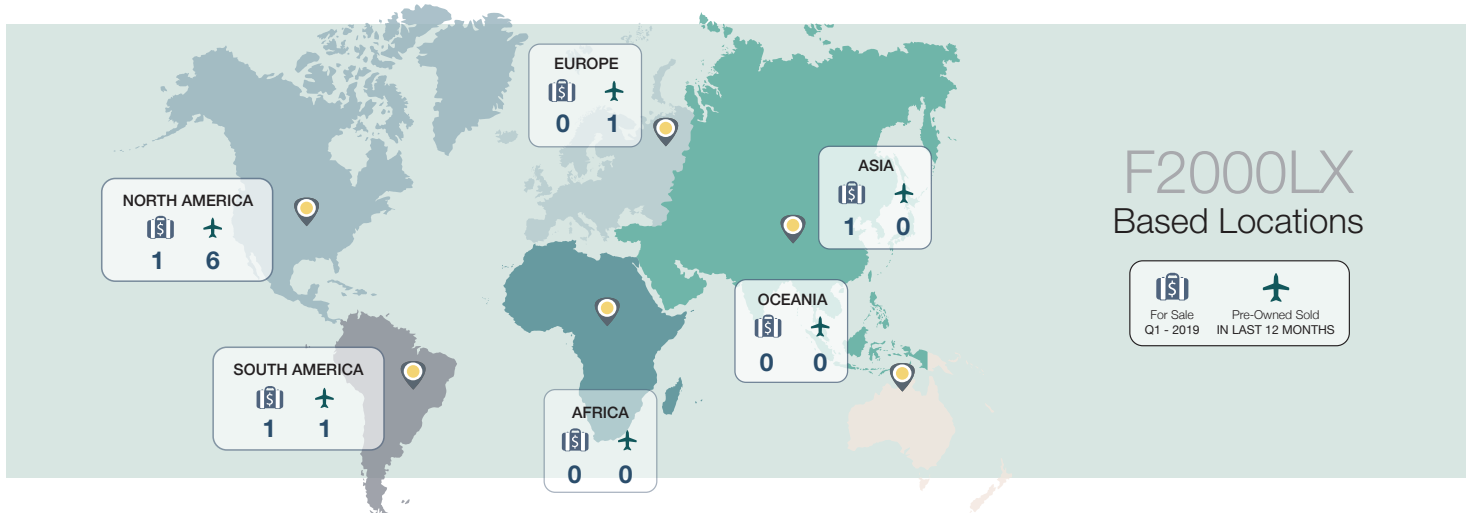 EUROPE
0 1
ASIA
1 0
NORTH AMERICA
1 6
OCEANIA
0 0
SOUTH AMERICA
1 1
AFRICA
0 0
F2000LX
Based Locations
$ For Sale
Q1 - 2019
Pre-Owned Sold
IN LAST 12 MONTHS